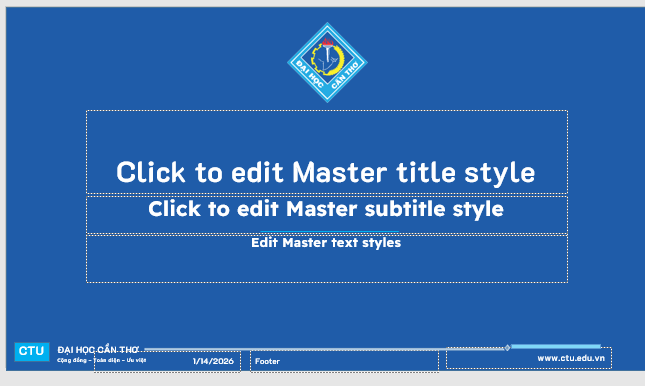 ĐẠI HỌC CẦN THƠ
Click to edit Master title style
Click to edit Master subtitle style
Edit Master text styles
CTU
ĐẠI HỌC CẦN THƠ
Cộng đồng – Toàn diện – Ưu việt
1/14/2026
Footer
www.ctu.edu.vn